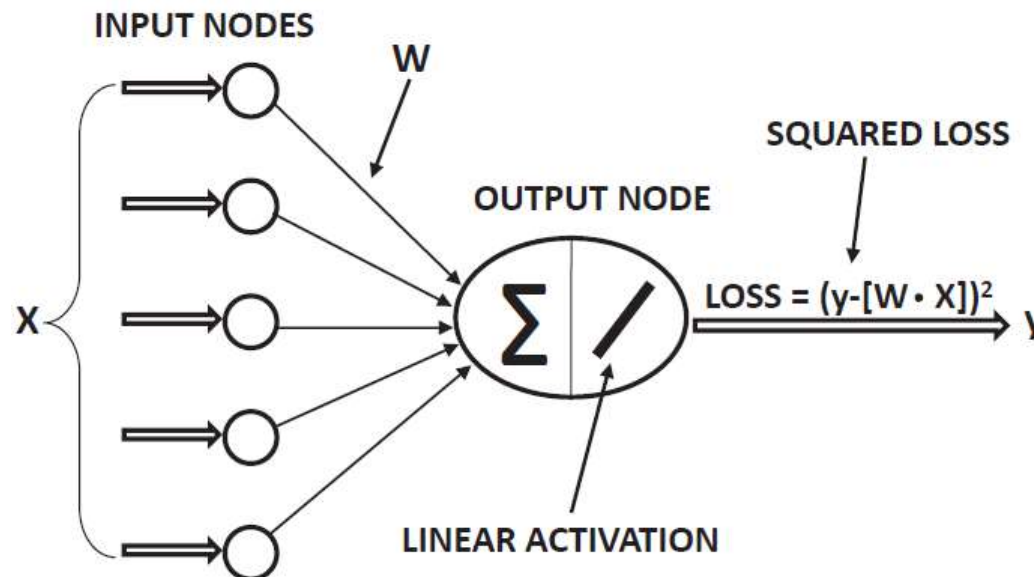 INPUT NODES
W
SQUARED LOSS
OUTPUT NODE
LOSS = (y-[W • X])²
X
Σ
y
LINEAR ACTIVATION